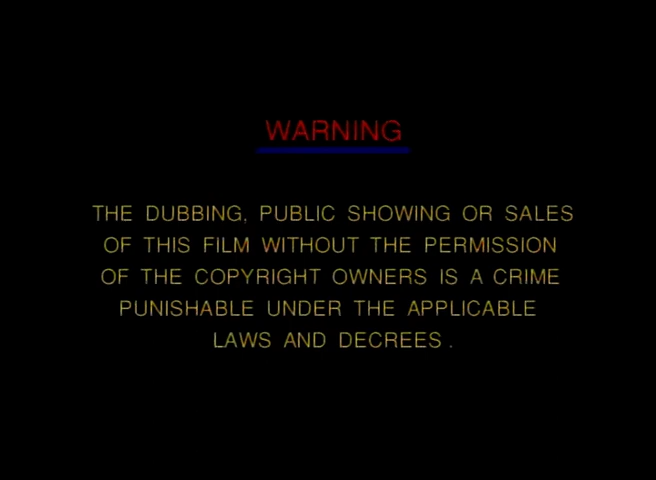 WARNING
THE DUBBING, PUBLIC SHOWING OR SALES
OF THIS FILM WITHOUT THE PERMISSION
OF THE COPYRIGHT OWNERS IS A CRIME
PUNISHABLE UNDER THE APPLICABLE
LAWS AND DECREES .